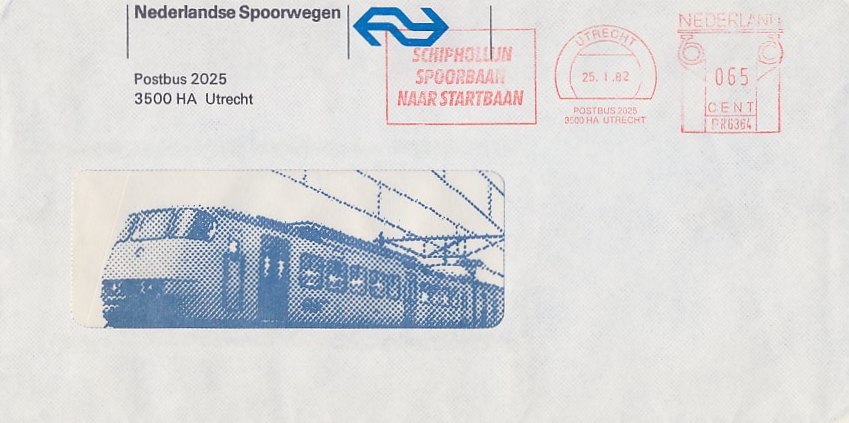 Nederlandse Spoorwegen
Postbus 2025
3500 HA Utrecht
SCHIPHOLLIJN
SPOORBAAN
NAAR STARTBAAN
UTRECHT
25. I .82
POSTBUS 2025
3500 HA UTRECHT
NEDERLAND
065
CENT
PR6364